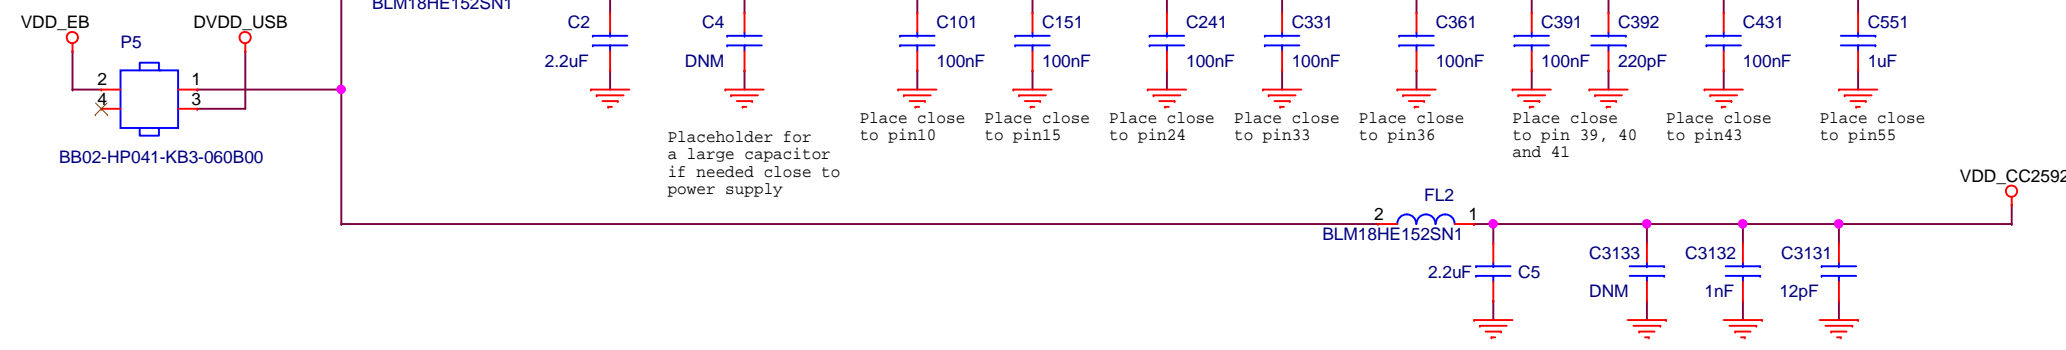 BLM18HE152SN1
VDD_EB
DVDD_USB
P5
2
1
4
3
BB02-HP041-KB3-060B00
C2
2.2uF
C4
DNM
Placeholder for
a large capacitor
if needed close to
power supply
C101
100nF
Place close
to pin10
C151
100nF
Place close
to pin15
C241
100nF
Place close
to pin24
C331
100nF
Place close
to pin33
C361
100nF
Place close
to pin36
C391
100nF
C392
220pF
Place close
to pin 39, 40
and 41
C431
100nF
Place close
to pin43
C551
1uF
Place close
to pin55
VDD_CC2592
FL2
2
1
BLM18HE152SN1
2.2uF
C5
C3133
DNM
C3132
1nF
C3131
12pF